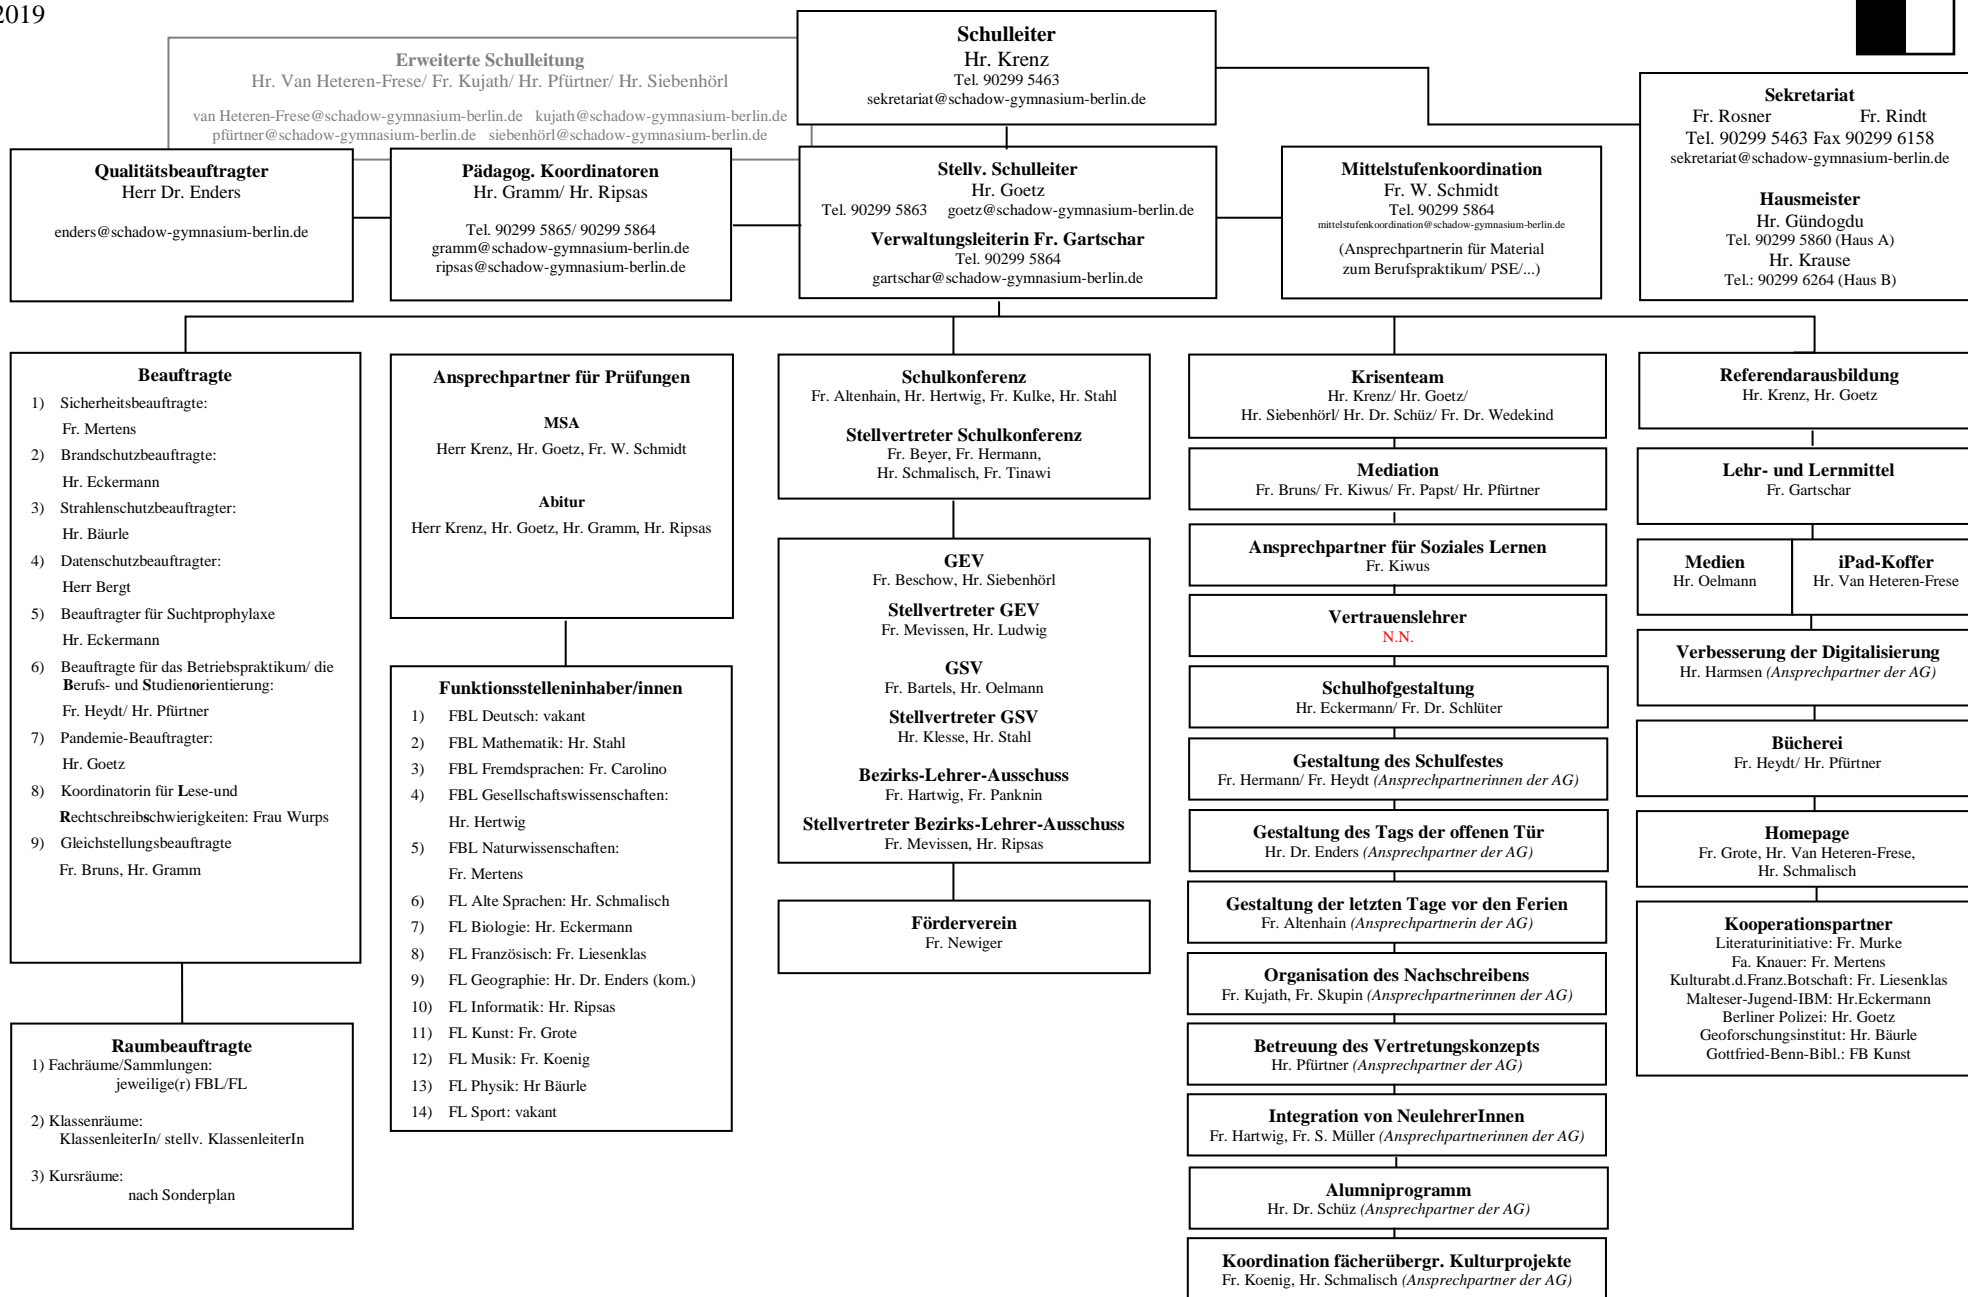 2019
Schulleiter
Hr. Krenz
Tel. 90299 5463
sekretariat@schadow-gymnasium-berlin.de
Erweiterte Schulleitung
Hr. Van Heteren-Frese/ Fr. Kujath/ Hr. Pfürtner/ Hr. Siebenhörl
van Heteren-Frese@schadow-gymnasium-berlin.de kujath@schadow-gymnasium-berlin.de
pfürtner@schadow-gymnasium-berlin.de siebenhörl@schadow-gymnasium-berlin.de
Sekretariat
Fr. Rosner Fr. Rindt
Tel. 90299 5463 Fax 90299 6158
sekretariat@schadow-gymnasium-berlin.de
Hausmeister
Hr. Gündogdu
Tel. 90299 5860 (Haus A)
Hr. Krause
Tel.: 90299 6264 (Haus B)
Qualitätsbeauftragter
Herr Dr. Enders
enders@schadow-gymnasium-berlin.de
Pädagog. Koordinatoren
Hr. Gramm/ Hr. Ripsas
Tel. 90299 5865/ 90299 5864
gramm@schadow-gymnasium-berlin.de
ripsas@schadow-gymnasium-berlin.de
Stellv. Schulleiter
Hr. Goetz
Tel. 90299 5863 goetz@schadow-gymnasium-berlin.de
Verwaltungsleiterin Fr. Gartschar
Tel. 90299 5864
gartschar@schadow-gymnasium-berlin.de
Mittelstufenkoordination
Fr. W. Schmidt
Tel. 90299 5864
mittelstufenkoordination@schadow-gymnasium-berlin.de
(Ansprechpartnerin für Material
zum Berufspraktikum/ PSE/...)
Beauftragte
1) Sicherheitsbeauftragte:
Fr. Mertens
2) Brandschutzbeauftragte:
Hr. Eckermann
3) Strahlenschutzbeauftragter:
Hr. Bäurle
4) Datenschutzbeauftragter:
Herr Bergt
5) Beauftragter für Suchtprophylaxe
Hr. Eckermann
6) Beauftragte für das Betriebspraktikum/ die
Berufs- und Studienorientierung:
Fr. Heydt/ Hr. Pfürtner
7) Pandemie-Beauftragter:
Hr. Goetz
8) Koordinatorin für Lese-und
Rechtschreibschwierigkeiten: Frau Wurps
9) Gleichstellungsbeauftragte
Fr. Bruns, Hr. Gramm
Raumbeauftragte
1) Fachräume/Sammlungen:
jeweilige(r) FBL/FL
2) Klassenräume:
KlassenleiterIn/ stellv. KlassenleiterIn
3) Kursräume:
nach Sonderplan
Ansprechpartner für Prüfungen
MSA
Herr Krenz, Hr. Goetz, Fr. W. Schmidt
Abitur
Herr Krenz, Hr. Goetz, Hr. Gramm, Hr. Ripsas
Funktionsstelleninhaber/innen
1) FBL Deutsch: vakant
2) FBL Mathematik: Hr. Stahl
3) FBL Fremdsprachen: Fr. Carolino
4) FBL Gesellschaftswissenschaften:
Hr. Hertwig
5) FBL Naturwissenschaften:
Fr. Mertens
6) FL Alte Sprachen: Hr. Schmalisch
7) FL Biologie: Hr. Eckermann
8) FL Französisch: Fr. Liesenklas
9) FL Geographie: Hr. Dr. Enders (kom.)
10) FL Informatik: Hr. Ripsas
11) FL Kunst: Fr. Grote
12) FL Musik: Fr. Koenig
13) FL Physik: Hr Bäurle
14) FL Sport: vakant
Schulkonferenz
Fr. Altenhain, Hr. Hertwig, Fr. Kulke, Hr. Stahl
Stellvertreter Schulkonferenz
Fr. Beyer, Fr. Hermann,
Hr. Schmalisch, Fr. Tinawi
GEV
Fr. Beschow, Hr. Siebenhörl
Stellvertreter GEV
Fr. Mevissen, Hr. Ludwig
GSV
Fr. Bartels, Hr. Oelmann
Stellvertreter GSV
Hr. Klesse, Hr. Stahl
Bezirks-Lehrer-Ausschuss
Fr. Hartwig, Fr. Panknin
Stellvertreter Bezirks-Lehrer-Ausschuss
Fr. Mevissen, Hr. Ripsas
Förderverein
Fr. Newiger
Krisenteam
Hr. Krenz/ Hr. Goetz/
Hr. Siebenhörl/ Hr. Dr. Schüz/ Fr. Dr. Wedekind
Mediation
Fr. Bruns/ Fr. Kiwus/ Fr. Papst/ Hr. Pfürtner
Ansprechpartner für Soziales Lernen
Fr. Kiwus
Vertrauenslehrer
N.N.
Schulhofgestaltung
Hr. Eckermann/ Fr. Dr. Schlüter
Gestaltung des Schulfestes
Fr. Hermann/ Fr. Heydt (Ansprechpartnerinnen der AG)
Gestaltung des Tags der offenen Tür
Hr. Dr. Enders (Ansprechpartner der AG)
Gestaltung der letzten Tage vor den Ferien
Fr. Altenhain (Ansprechpartnerin der AG)
Organisation des Nachschreibens
Fr. Kujath, Fr. Skupin (Ansprechpartnerinnen der AG)
Betreuung des Vertretungskonzepts
Hr. Pfürtner (Ansprechpartner der AG)
Integration von NeulehrerInnen
Fr. Hartwig, Fr. S. Müller (Ansprechpartnerinnen der AG)
Alumniprogramm
Hr. Dr. Schüz (Ansprechpartner der AG)
Koordination fächerübergr. Kulturprojekte
Fr. Koenig, Hr. Schmalisch (Ansprechpartner der AG)
Referendarausbildung
Hr. Krenz, Hr. Goetz
Lehr- und Lernmittel
Fr. Gartschar
Medien
Hr. Oelmann
iPad-Koffer
Hr. Van Heteren-Frese
Verbesserung der Digitalisierung
Hr. Harmsen (Ansprechpartner der AG)
Bücherei
Fr. Heydt/ Hr. Pfürtner
Homepage
Fr. Grote, Hr. Van Heteren-Frese,
Hr. Schmalisch
Kooperationspartner
Literaturinitiative: Fr. Murke
Fa. Knauer: Fr. Mertens
Kulturabt.d.Franz.Botschaft: Fr. Liesenklas
Malteser-Jugend-IBM: Hr.Eckermann
Berliner Polizei: Hr. Goetz
Geoforschungsinstitut: Hr. Bäurle
Gottfried-Benn-Bibl.: FB Kunst